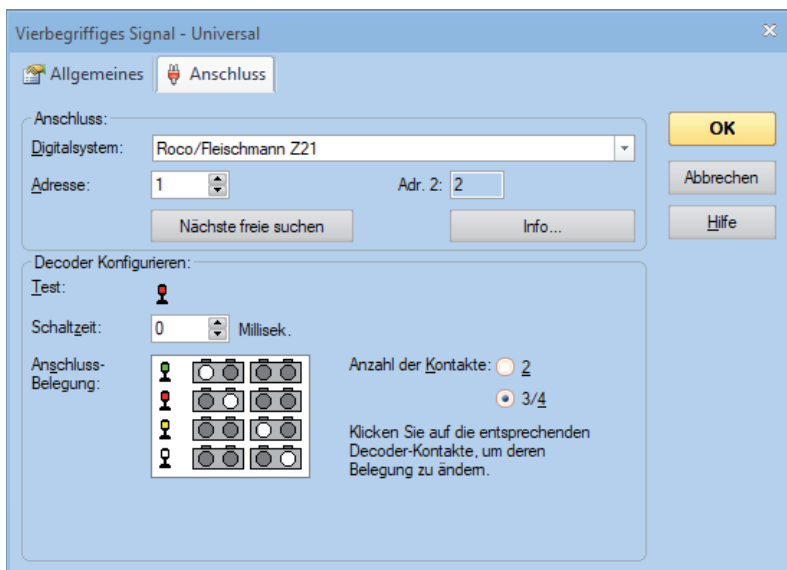 Vierbegriffiges Signal - Universal
Allgemeines Anschluss
Anschluss:
Digitalsystem: Roco/Fleischmann Z21
Adresse: 1 Adr. 2: 2
Nächste freie suchen Info...
OK
Abbrechen
Hilfe
Decoder Konfigurieren:
Test:
Schaltzeit: 0 Millisek.
Anschluss-
Belegung:
Anzahl der Kontakte: 2
3/4
Klicken Sie auf die entsprechenden
Decoder-Kontakte, um deren
Belegung zu ändern.